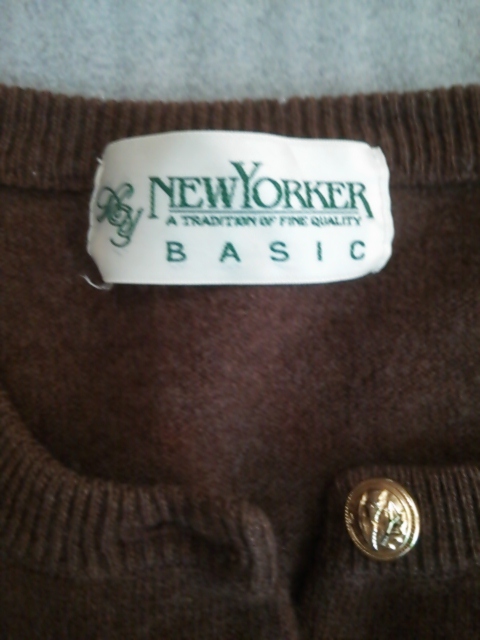 NEWYORKER
A TRADITION OF FINE QUALITY
BASIC